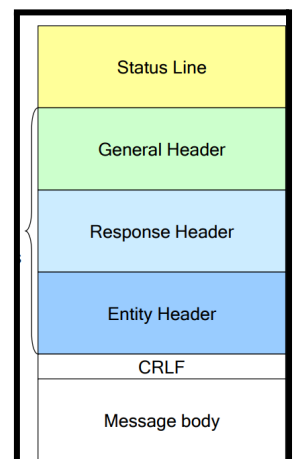 Status Line
General Header
Response Header
Entity Header
CRLF
Message body